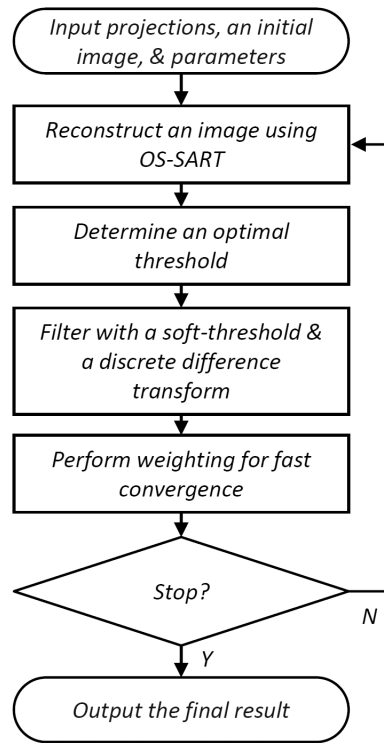 Input projections, an initial
image, & parameters
Reconstruct an image using
OS-SART
Determine an optimal
threshold
Filter with a soft-threshold &
a discrete difference
transform
Perform weighting for fast
convergence
Stop?
N
Y
Output the final result